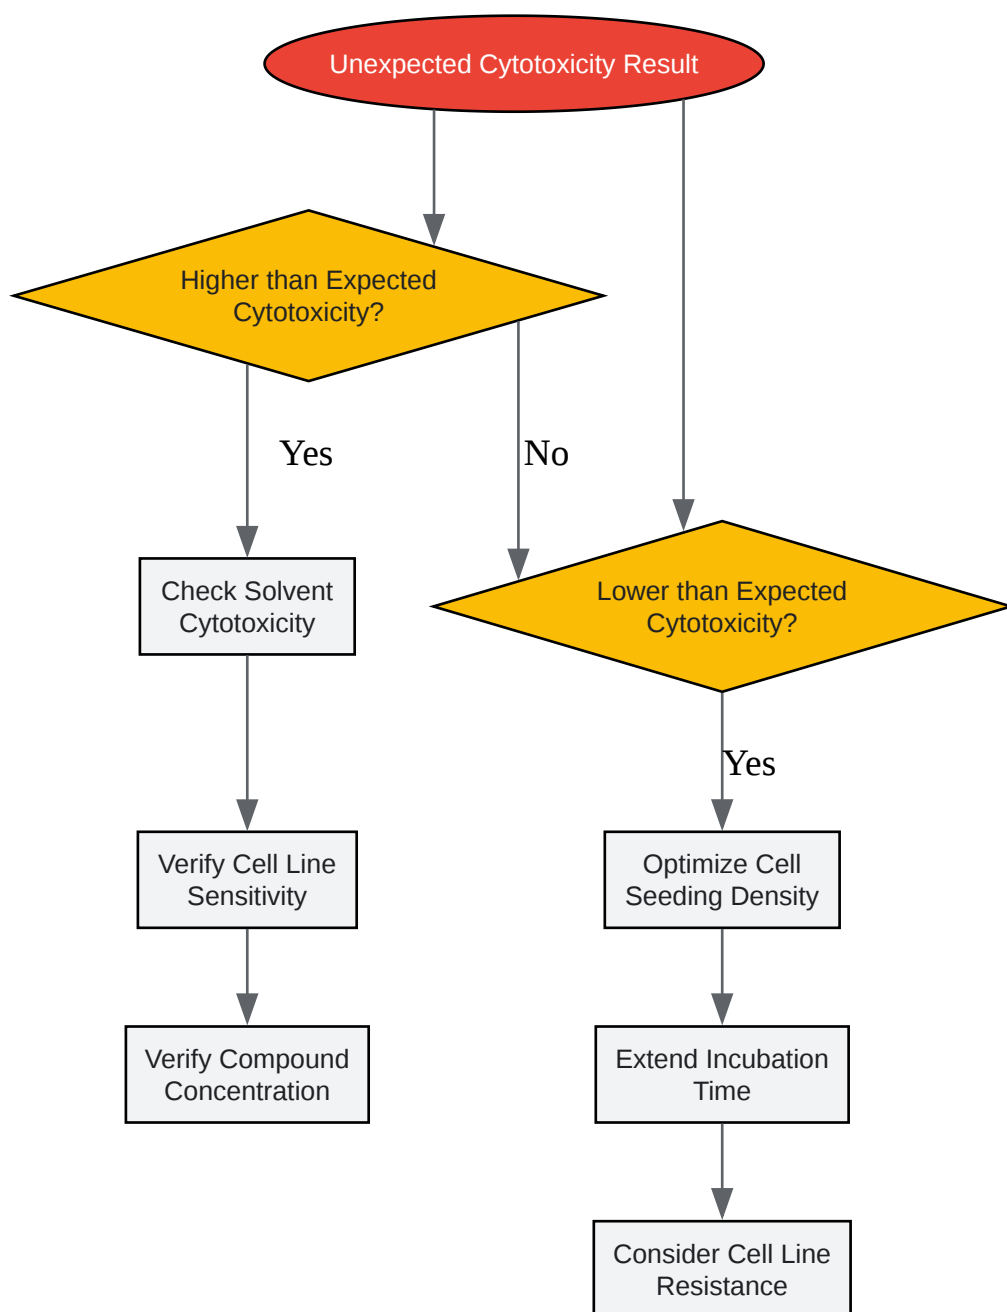 Unexpected Cytotoxicity Result
Higher than Expected
Cytotoxicity?
Yes
No
Check Solvent
Cytotoxicity
Lower than Expected
Cytotoxicity?
Yes
Verify Cell Line
Sensitivity
Optimize Cell
Seeding Density
Verify Compound
Concentration
Extend Incubation
Time
Consider Cell Line
Resistance